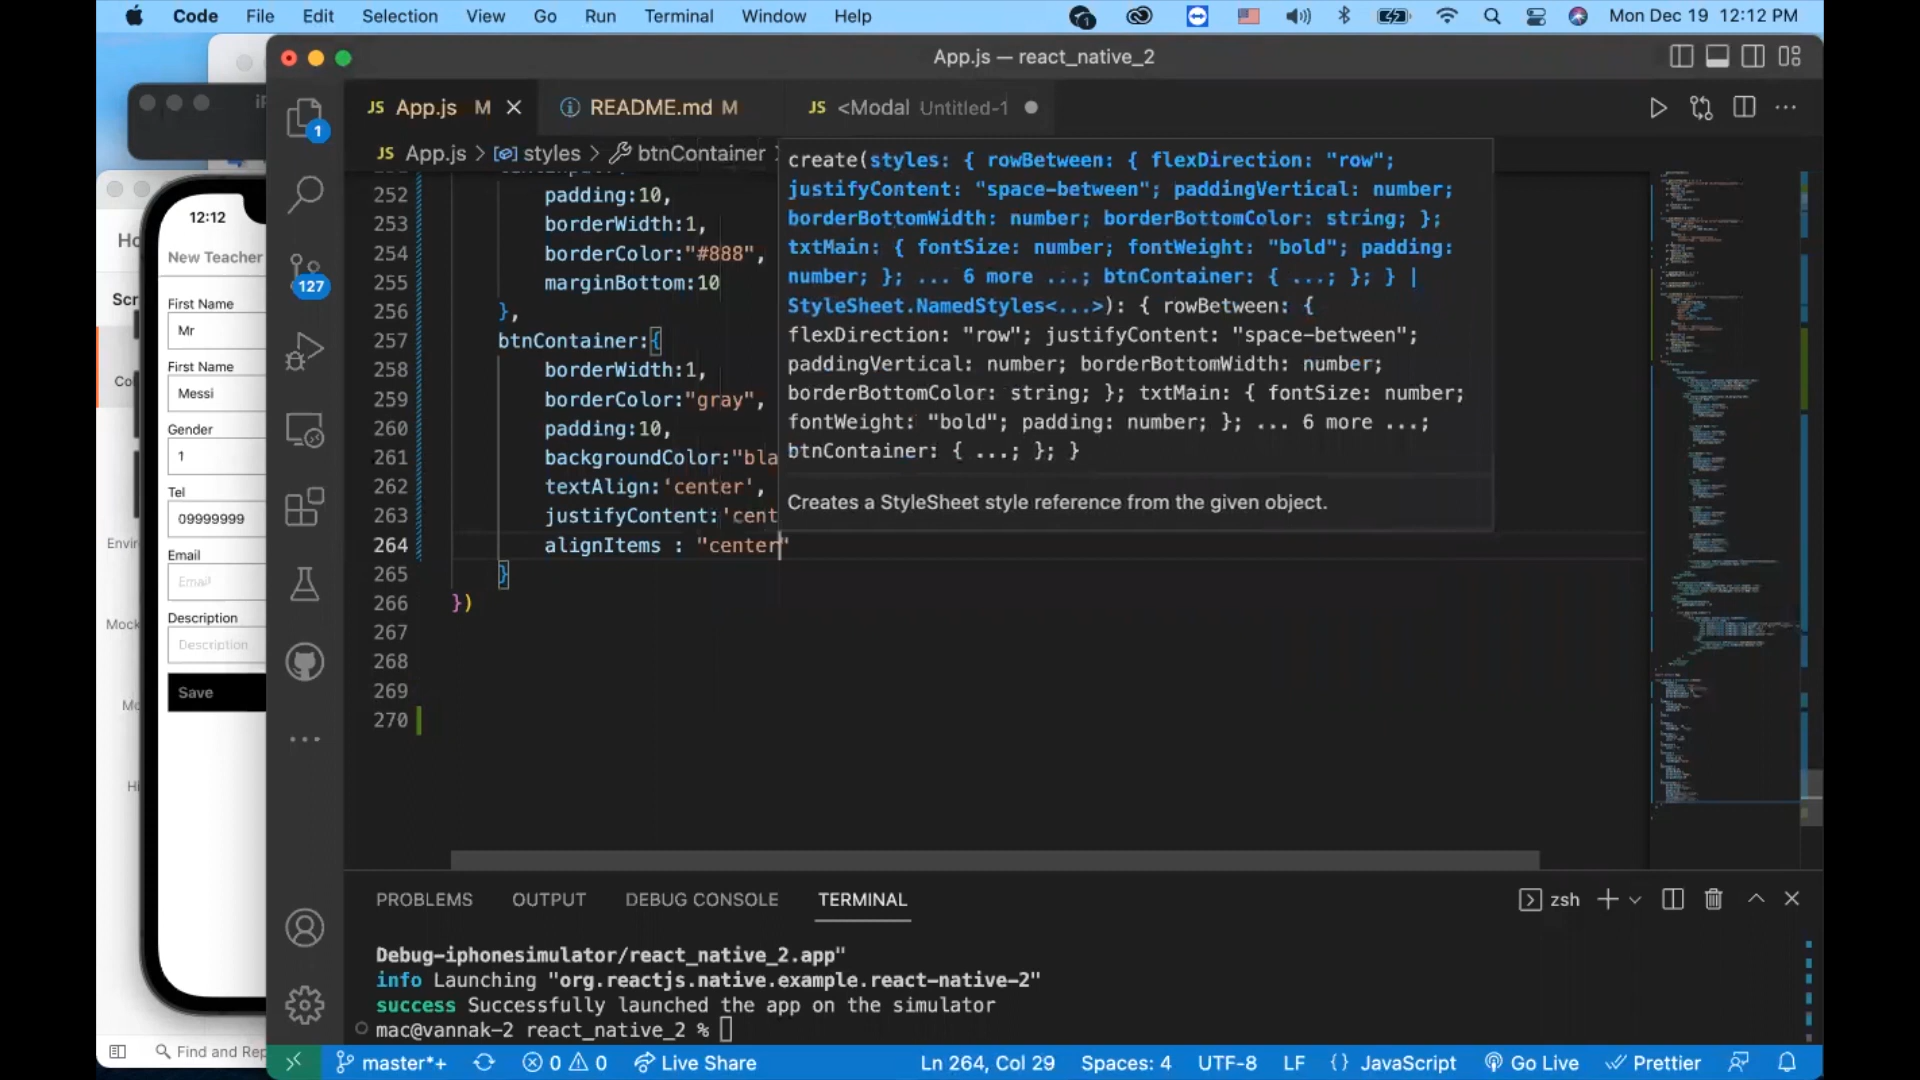 Code File Edit Selection View Go Run Terminal Window Help
1
Mon Dec 19 12:12 PM
App.js — react_native_2
JS App.js M
README.md M
JS <Modal Untitled-1
JS App.js > styles > btnContainer
252 padding:10,
253 borderWidth:1,
254 borderColor:"#888",
255 marginBottom:10
256 },
257 btnContainer:{
258 borderWidth:1,
259 borderColor:"gray",
260 padding:10,
261 backgroundColor:"bla
262 textAlign:'center',
263 justifyContent:'cent
264 alignItems : "center"
265 }
266 })
267
268
269
270
create(styles: { rowBetween: { flexDirection: "row";
justifyContent: "space-between"; paddingVertical: number;
borderBottomWidth: number; borderBottomColor: string; };
txtMain: { fontSize: number; fontWeight: "bold"; padding:
number; }; ... 6 more ...; btnContainer: { ...; }; } |
StyleSheet.NamedStyles<...>): { rowBetween: {
flexDirection: "row"; justifyContent: "space-between";
paddingVertical: number; borderBottomWidth: number;
borderBottomColor: string; }; txtMain: { fontSize: number;
fontWeight: "bold"; padding: number; }; ... 6 more ...;
btnContainer: { ...; }; }
Creates a StyleSheet style reference from the given object.
1
127
12:12
New Teacher
First Name
Mr
First Name
Messi
Gender
1
Tel
09999999
Email
Email
Description
Description
Save
PROBLEMS OUTPUT DEBUG CONSOLE TERMINAL
zsh
Debug-iphonesimulator/react_native_2.app"
info Launching "org.reactjs.native.example.react-native-2"
success Successfully launched the app on the simulator
mac@vannak-2 react_native_2 %
Find and Rep
master*+ 0 0 Live Share
Ln 264, Col 29 Spaces: 4 UTF-8 LF {} JavaScript Go Live Prettier